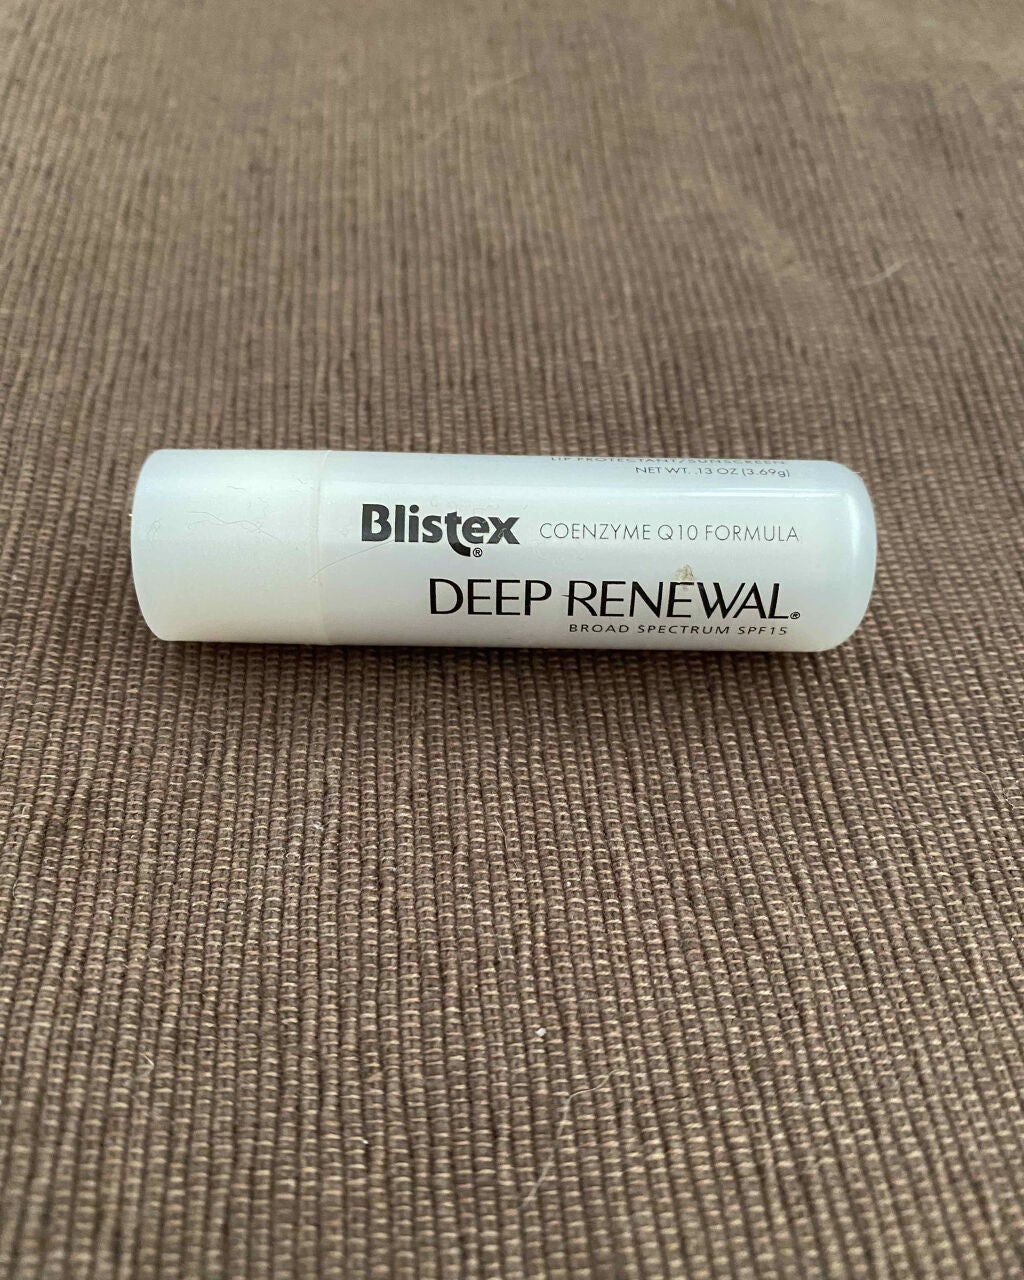 LIP PROTECTANT/SUNSCREEN
NET WT. .13 OZ (3.69g)
Blistex® COENZYME Q10 FORMULA
DEEP RENEWAL®
BROAD SPECTRUM SPF15